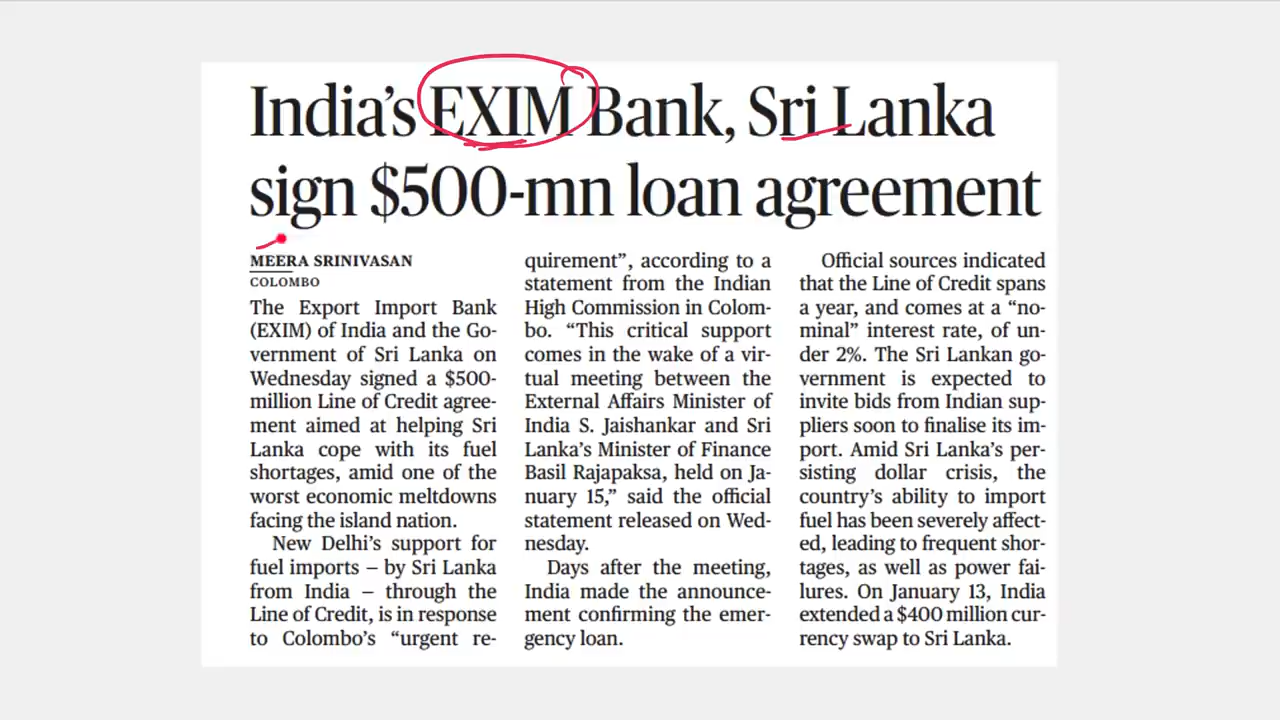 India's EXIM Bank, Sri Lanka
sign $500-mn loan agreement
MEERA SRINIVASAN
COLOMBO
The Export Import Bank
(EXIM) of India and the Go-
vernment of Sri Lanka on
Wednesday signed a $500-
million Line of Credit agree-
ment aimed at helping Sri
Lanka cope with its fuel
shortages, amid one of the
worst economic meltdowns
facing the island nation.
New Delhi's support for
fuel imports – by Sri Lanka
from India – through the
Line of Credit, is in response
to Colombo's “urgent re-
quirement”, according to a
statement from the Indian
High Commission in Colom-
bo. “This critical support
comes in the wake of a vir-
tual meeting between the
External Affairs Minister of
India S. Jaishankar and Sri
Lanka's Minister of Finance
Basil Rajapaksa, held on Ja-
nuary 15,” said the official
statement released on Wed-
nesday.
Days after the meeting,
India made the announce-
ment confirming the emer-
gency loan.
Official sources indicated
that the Line of Credit spans
a year, and comes at a “no-
minal” interest rate, of un-
der 2%. The Sri Lankan go-
vernment is expected to
invite bids from Indian sup-
pliers soon to finalise its im-
port. Amid Sri Lanka's per-
sisting dollar crisis, the
country's ability to import
fuel has been severely affect-
ed, leading to frequent shor-
tages, as well as power fai-
lures. On January 13, India
extended a $400 million cur-
rency swap to Sri Lanka.